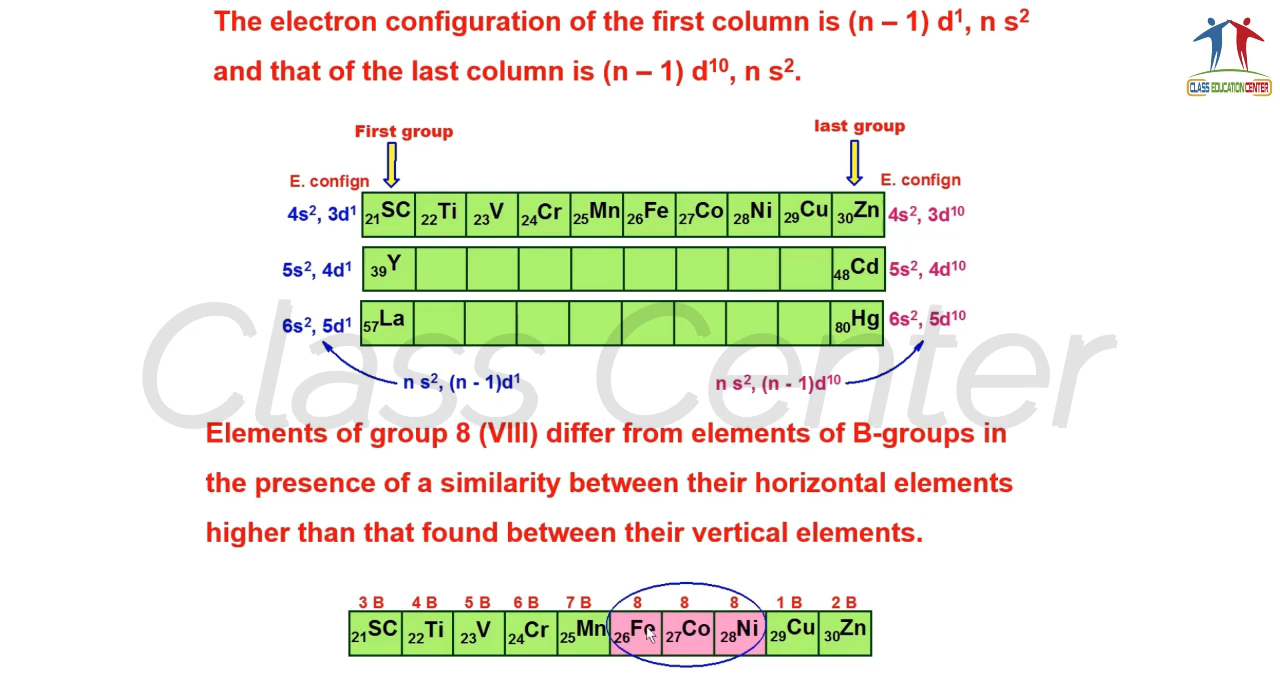 The electron configuration of the first column is (n – 1) d¹, n s²
CLASS EDUCATION CENTER
and that of the last column is (n – 1) d¹⁰, n s².
First group
last group
E. confign
E. confign
4s², 3d¹ ₂₁SC ₂₂Ti ₂₃V ₂₄Cr ₂₅Mn ₂₆Fe ₂₇Co ₂₈Ni ₂₉Cu ₃₀Zn 4s², 3d¹⁰
5s², 4d¹ ₃₉Y ₄₈Cd 5s², 4d¹⁰
6s², 5d¹ ₅₇La ₈₀Hg 6s², 5d¹⁰
Class Center
n s², (n - 1)d¹
n s², (n - 1)d¹⁰
Elements of group 8 (VIII) differ from elements of B-groups in
the presence of a similarity between their horizontal elements
higher than that found between their vertical elements.
3 B 4 B 5 B 6 B 7 B 8 8 8 1 B 2 B
₂₁SC ₂₂Ti ₂₃V ₂₄Cr ₂₅Mn ₂₆Fe ₂₇Co ₂₈Ni ₂₉Cu ₃₀Zn